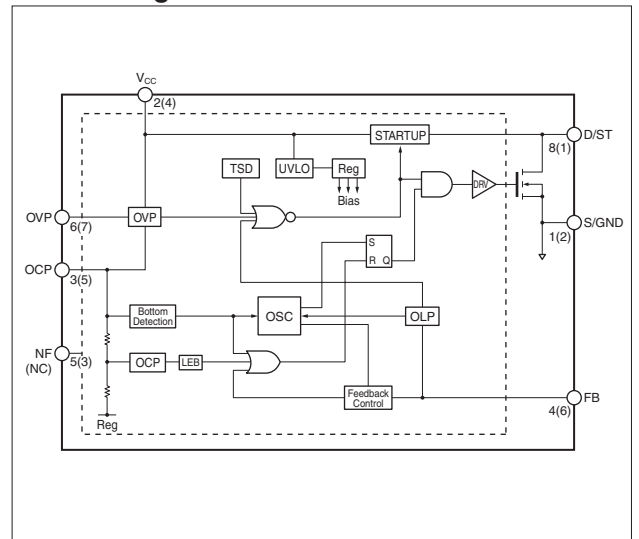 VCC
2(4)
STARTUP
D/ST
8(1)
TSD
UVLO
Reg
Bias
DRV
OVP
6(7)
OVP
S/GND
1(2)
OCP
3(5)
S
R Q
Bottom
Detection
OSC
OLP
NF
(NC)
5(3)
OCP
LEB
Feedback
Control
FB
4(6)
Reg